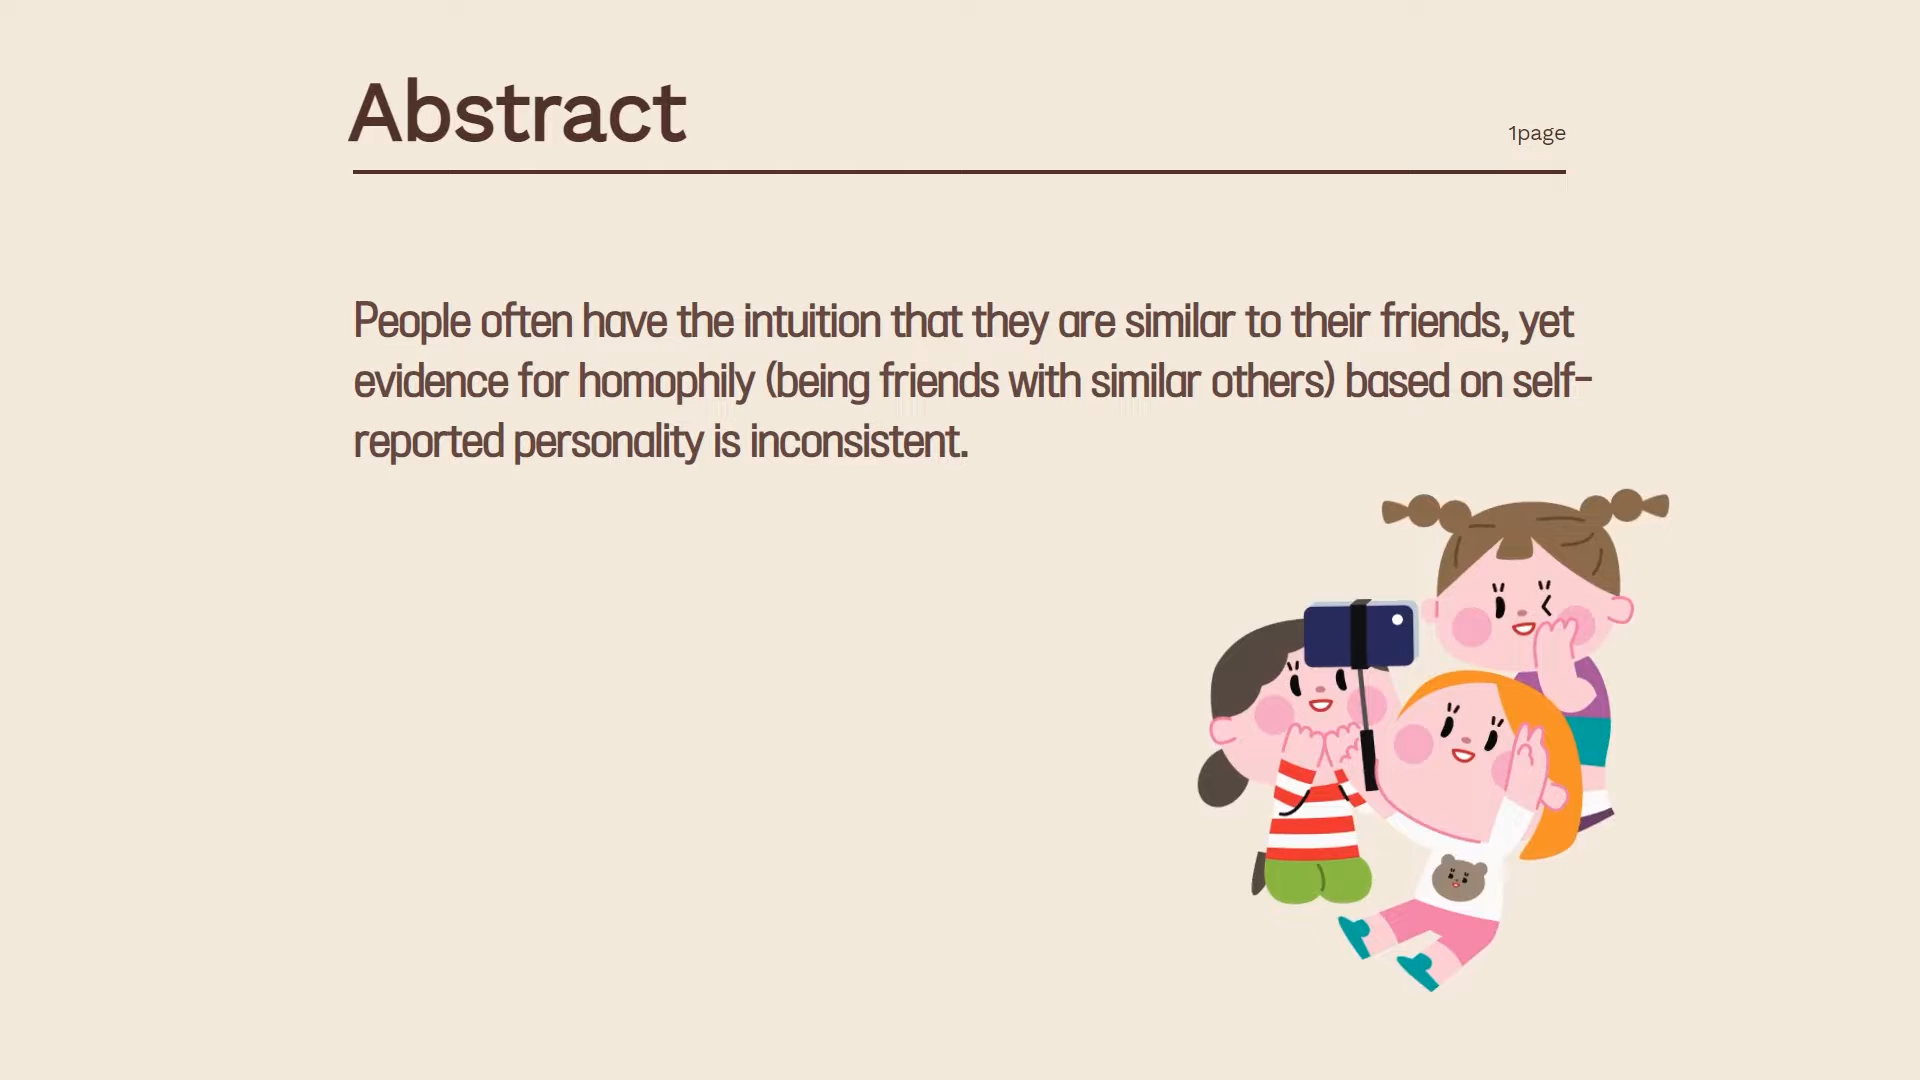 Abstract
1page
People often have the intuition that they are similar to their friends, yet
evidence for homophily (being friends with similar others) based on self-
reported personality is inconsistent.